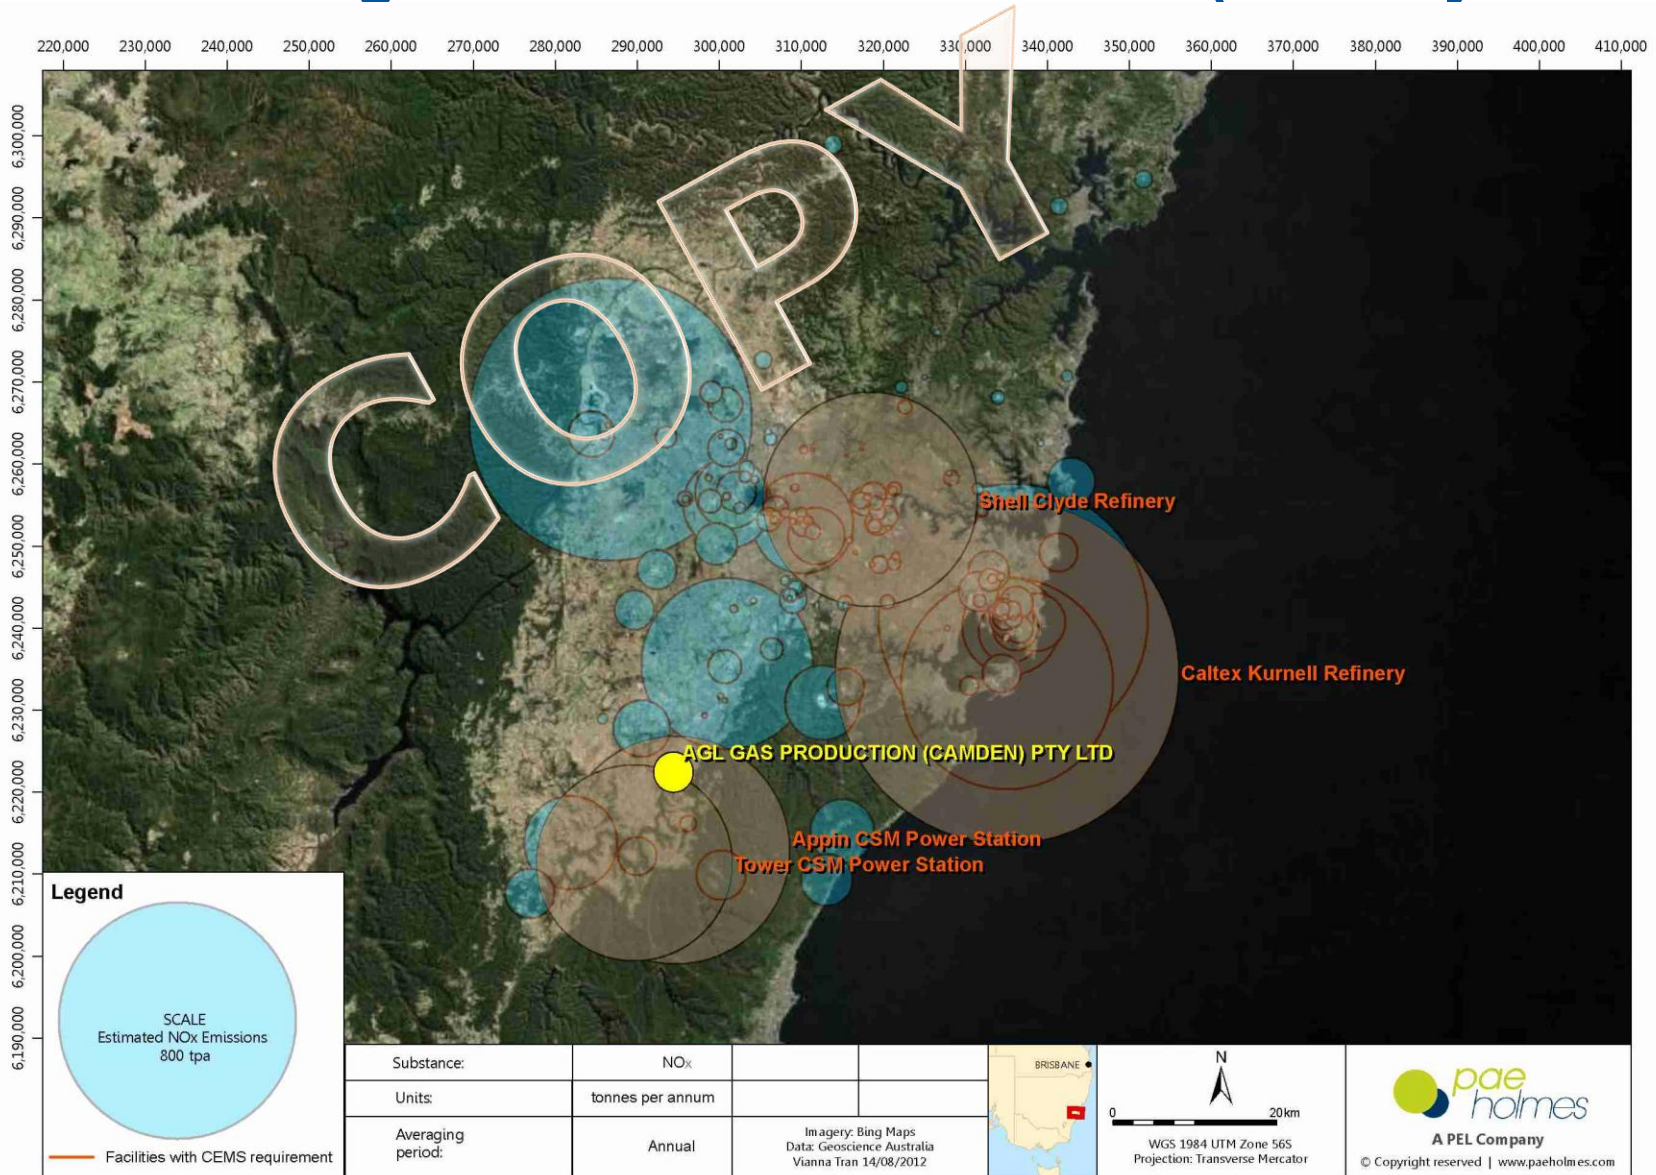 220,000 230,000 240,000 250,000 260,000 270,000 280,000 290,000 300,000 310,000 320,000 330,000 340,000 350,000 360,000 370,000 380,000 390,000 400,000 410,000
6,300,000
6,290,000
6,280,000
6,270,000
6,260,000
6,250,000
6,240,000
6,230,000
6,220,000
6,210,000
6,200,000
6,190,000
COPY
Shell Clyde Refinery
Caltex Kurnell Refinery
AGL GAS PRODUCTION (CAMDEN) PTY LTD
Appin CSM Power Station
Tower CSM Power Station
Legend
SCALE
Estimated NOx Emissions
800 tpa
Facilities with CEMS requirement
Substance: NOx
Units: tonnes per annum
Averaging
period: Annual
Imagery: Bing Maps
Data: Geoscience Australia
Vianna Tran 14/08/2012
BRISBANE
N
0 20km
WGS 1984 UTM Zone 56S
Projection: Transverse Mercator
pae
holmes
A PEL Company
© Copyright reserved | www.paeholmes.com